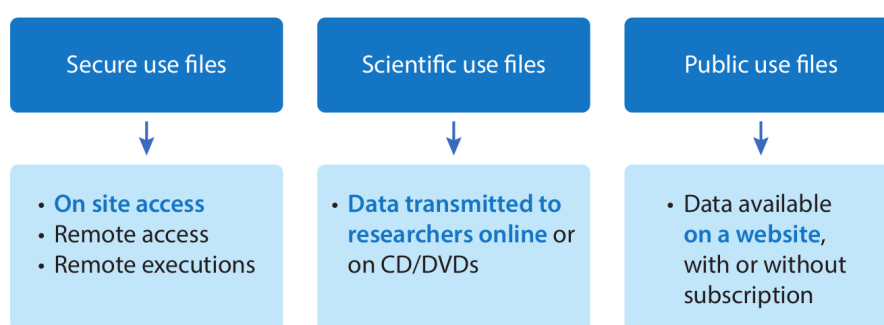 Secure use files
Scientific use files
Public use files
• On site access
• Remote access
• Remote executions
• Data transmitted to
researchers online or
on CD/DVDs
• Data available
on a website,
with or without
subscription